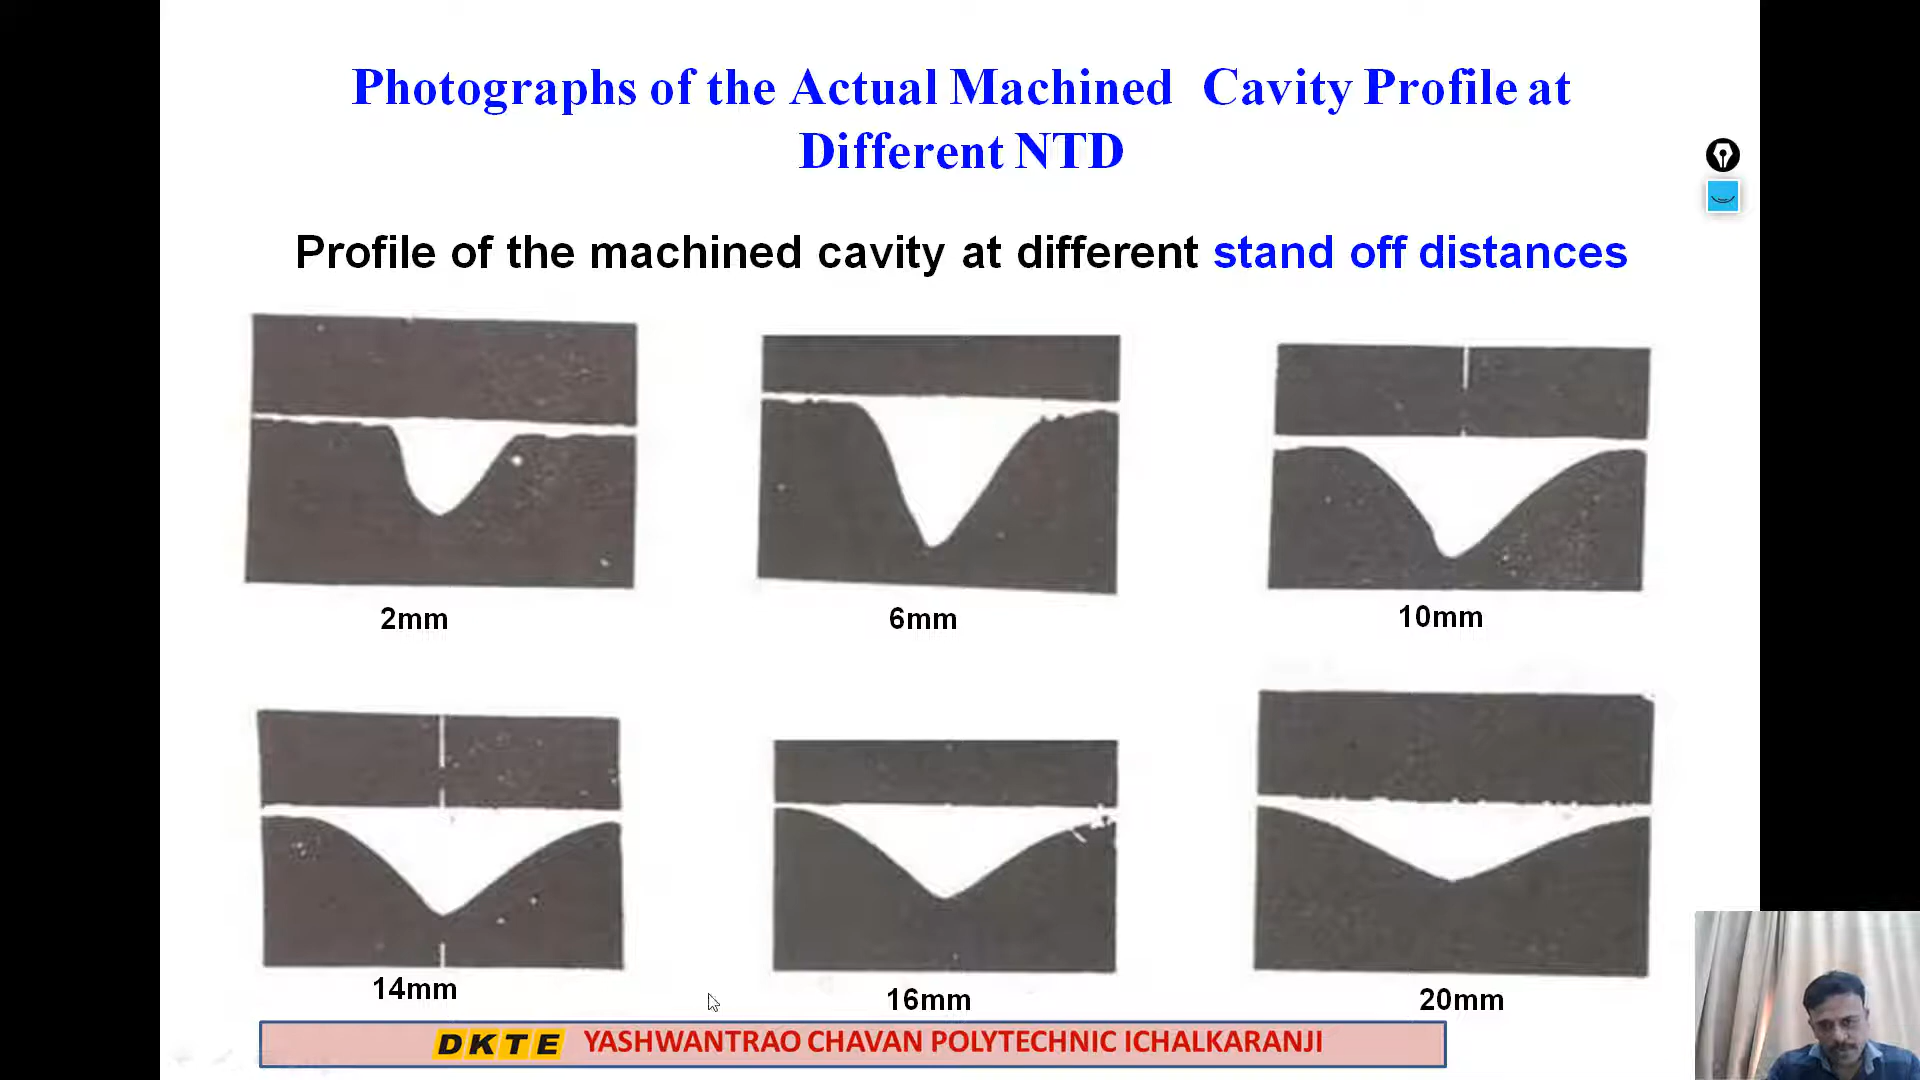 Photographs of the Actual Machined Cavity Profile at
Different NTD
Profile of the machined cavity at different stand off distances
2mm
6mm
10mm
14mm
16mm
20mm
DKTE YASHWANTRAO CHAVAN POLYTECHNIC ICHALKARANJI